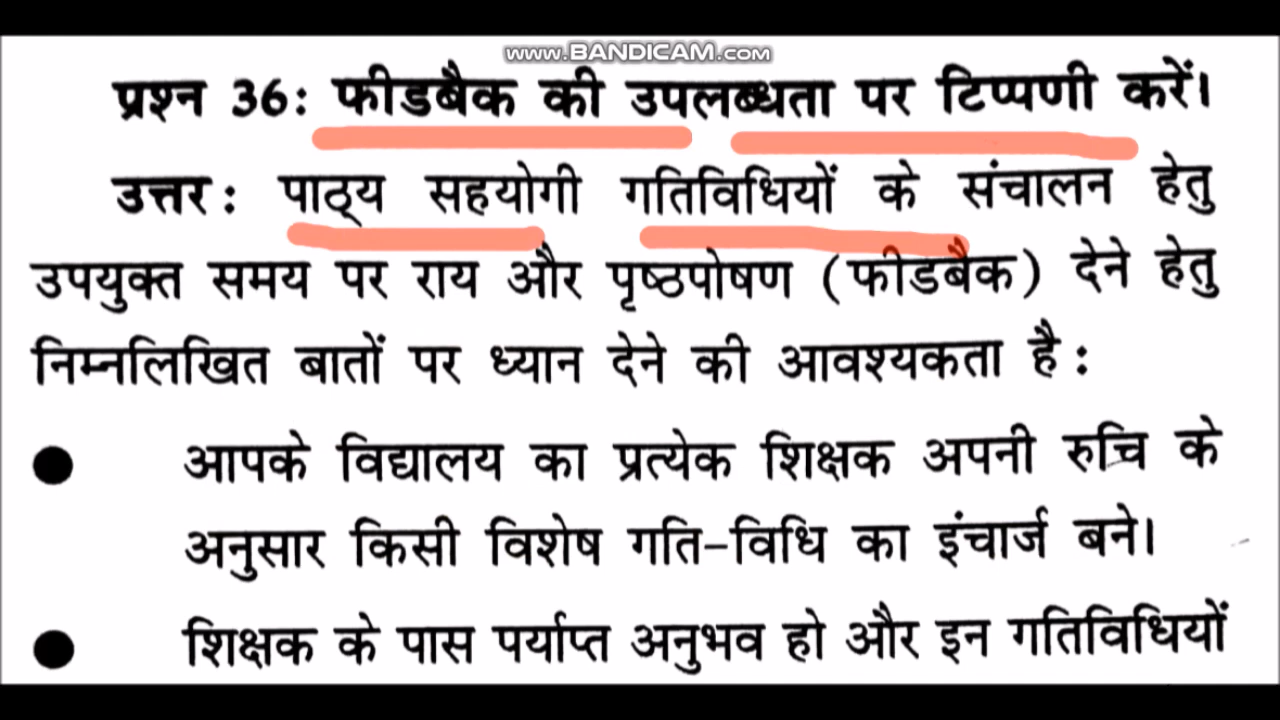 www.BANDICAM.com
प्रश्न 36: फीडबैक की उपलब्धता पर टिप्पणी करें।
उत्तर: पाठ्य सहयोगी गतिविधियों के संचालन हेतु
उपयुक्त समय पर राय और पृष्ठपोषण (फीडबैक) देने हेतु
निम्नलिखित बातों पर ध्यान देने की आवश्यकता है:
● आपके विद्यालय का प्रत्येक शिक्षक अपनी रुचि के
अनुसार किसी विशेष गति-विधि का इंचार्ज बने।
● शिक्षक के पास पर्याप्त अनुभव हो और इन गतिविधियों